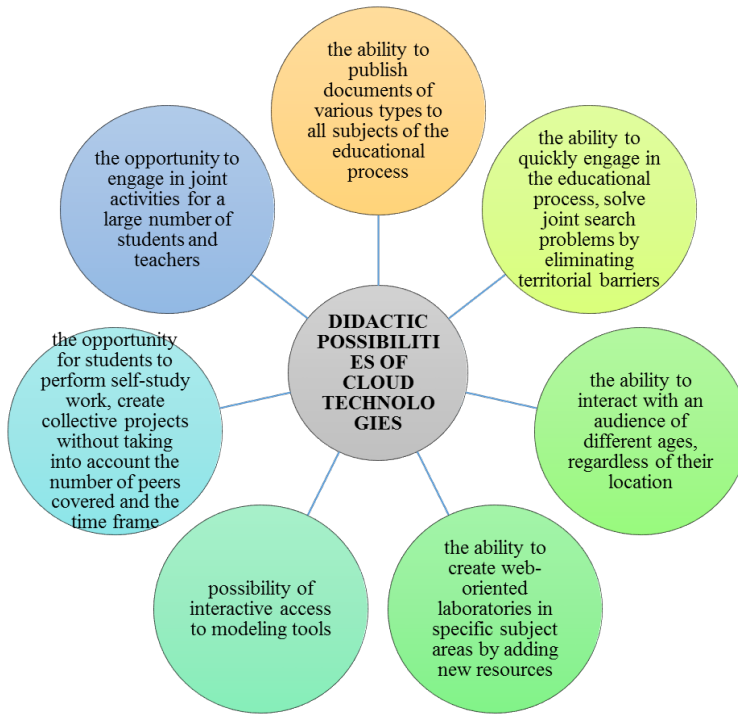 the ability to
publish
documents of
various types to
all subjects of the
educational
process
the ability to
quickly engage in
the educational
process, solve
joint search
problems by
eliminating
territorial barriers
the ability to
interact with an
audience of
different ages,
regardless of their
location
the ability to
create web-
oriented
laboratories in
specific subject
areas by adding
new resources
possibility of
interactive access
to modeling tools
the opportunity
for students to
perform self-study
work, create
collective projects
without taking
into account the
number of peers
covered and the
time frame
the opportunity to
engage in joint
activities for a
large number of
students and
teachers
DIDACTIC
POSSIBILITI
ES OF
CLOUD
TECHNOLO
GIES